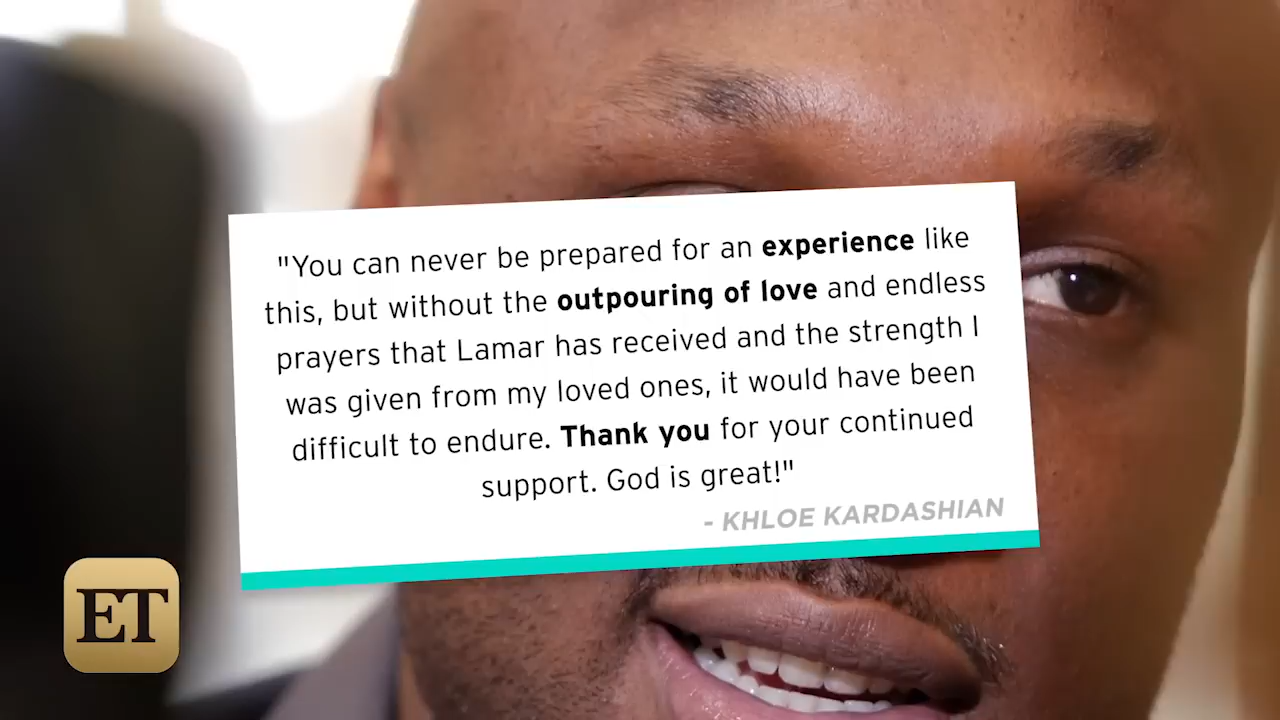 "You can never be prepared for an experience like
this, but without the outpouring of love and endless
prayers that Lamar has received and the strength I
was given from my loved ones, it would have been
difficult to endure. Thank you for your continued
support. God is great!"
- KHLOE KARDASHIAN
ET